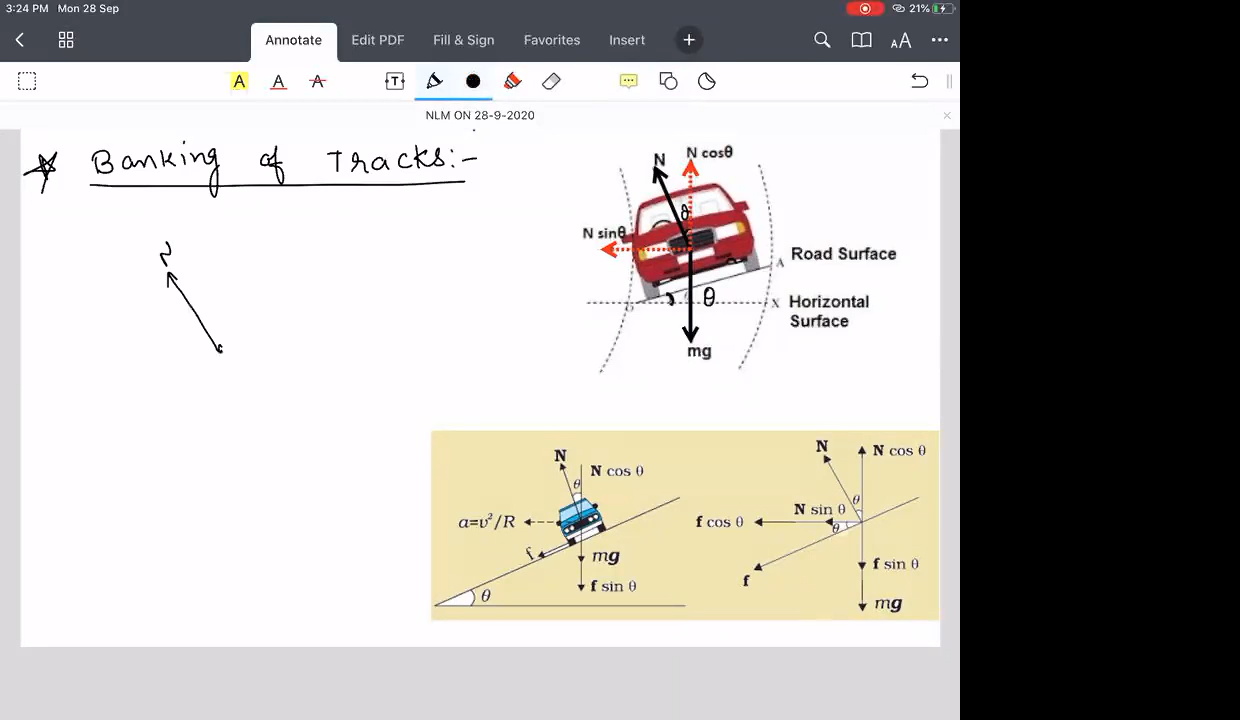 3:24 PM Mon 28 Sep
21%
Annotate Edit PDF Fill & Sign Favorites Insert
AA
A A A T
NLM ON 28-9-2020
Banking of Tracks:-
N
N N cosθ
θ
N sinθ
A
Road Surface
θ
X Horizontal
Surface
mg
N
N cos θ
θ
a=v²/R
f
mg
f sin θ
θ
N
N cos θ
θ
N sin θ
f cos θ
θ
f sin θ
f
mg